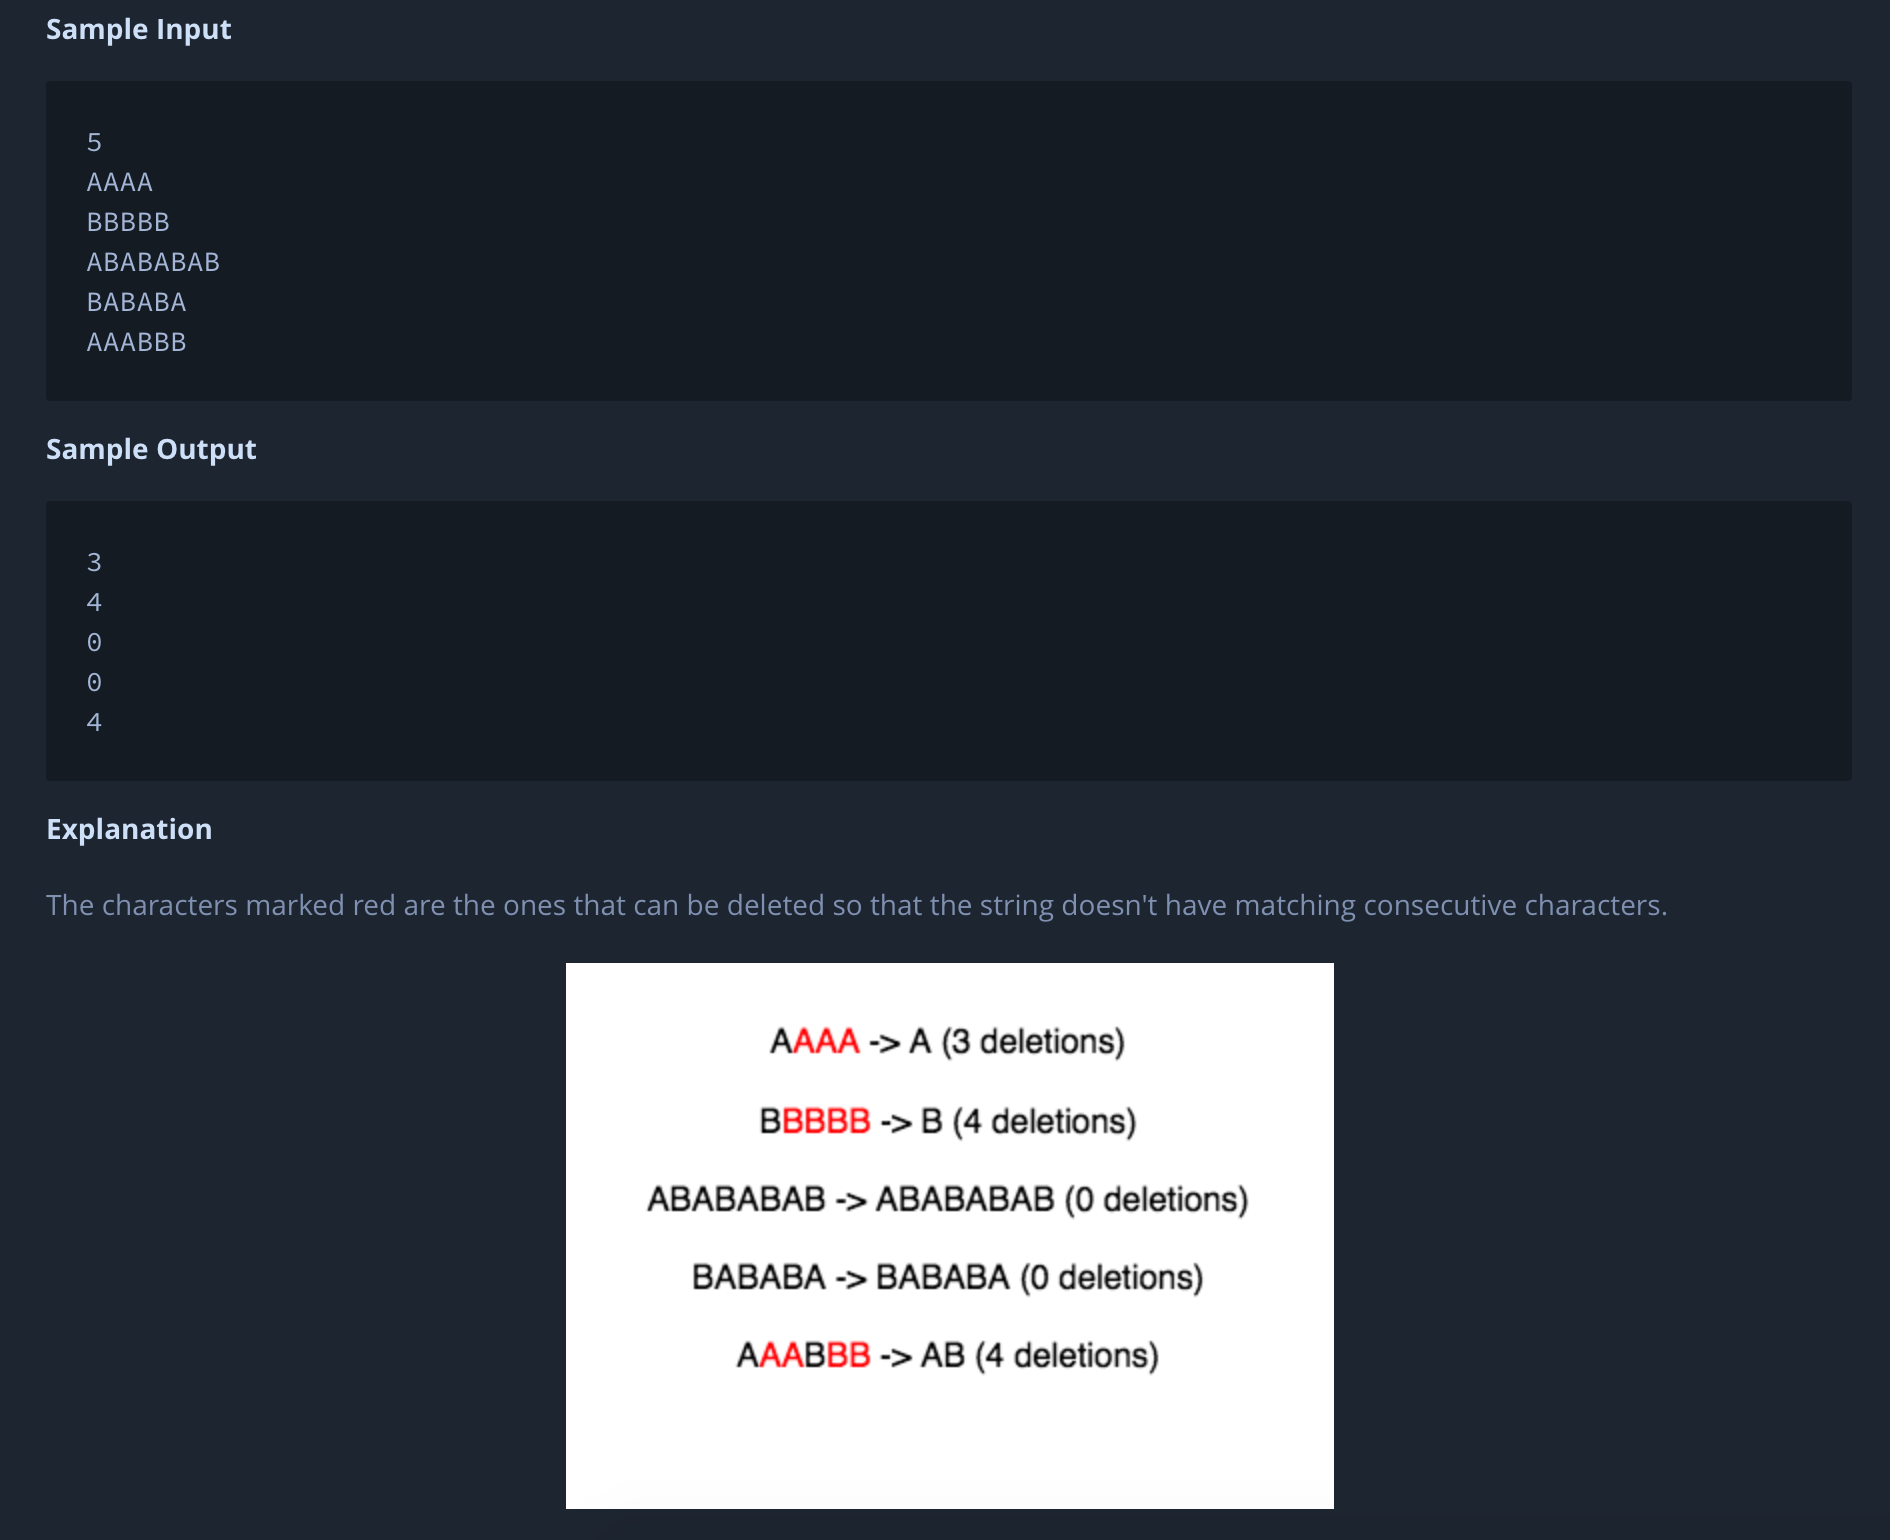 Sample Input
5
AAAA
BBBBB
ABABABAB
BABABA
AAABBB
Sample Output
3
4
0
0
4
Explanation
The characters marked red are the ones that can be deleted so that the string doesn't have matching consecutive characters.
AAAA -> A (3 deletions)
BBBBB -> B (4 deletions)
ABABABAB -> ABABABAB (0 deletions)
BABABA -> BABABA (0 deletions)
AAABBB -> AB (4 deletions)